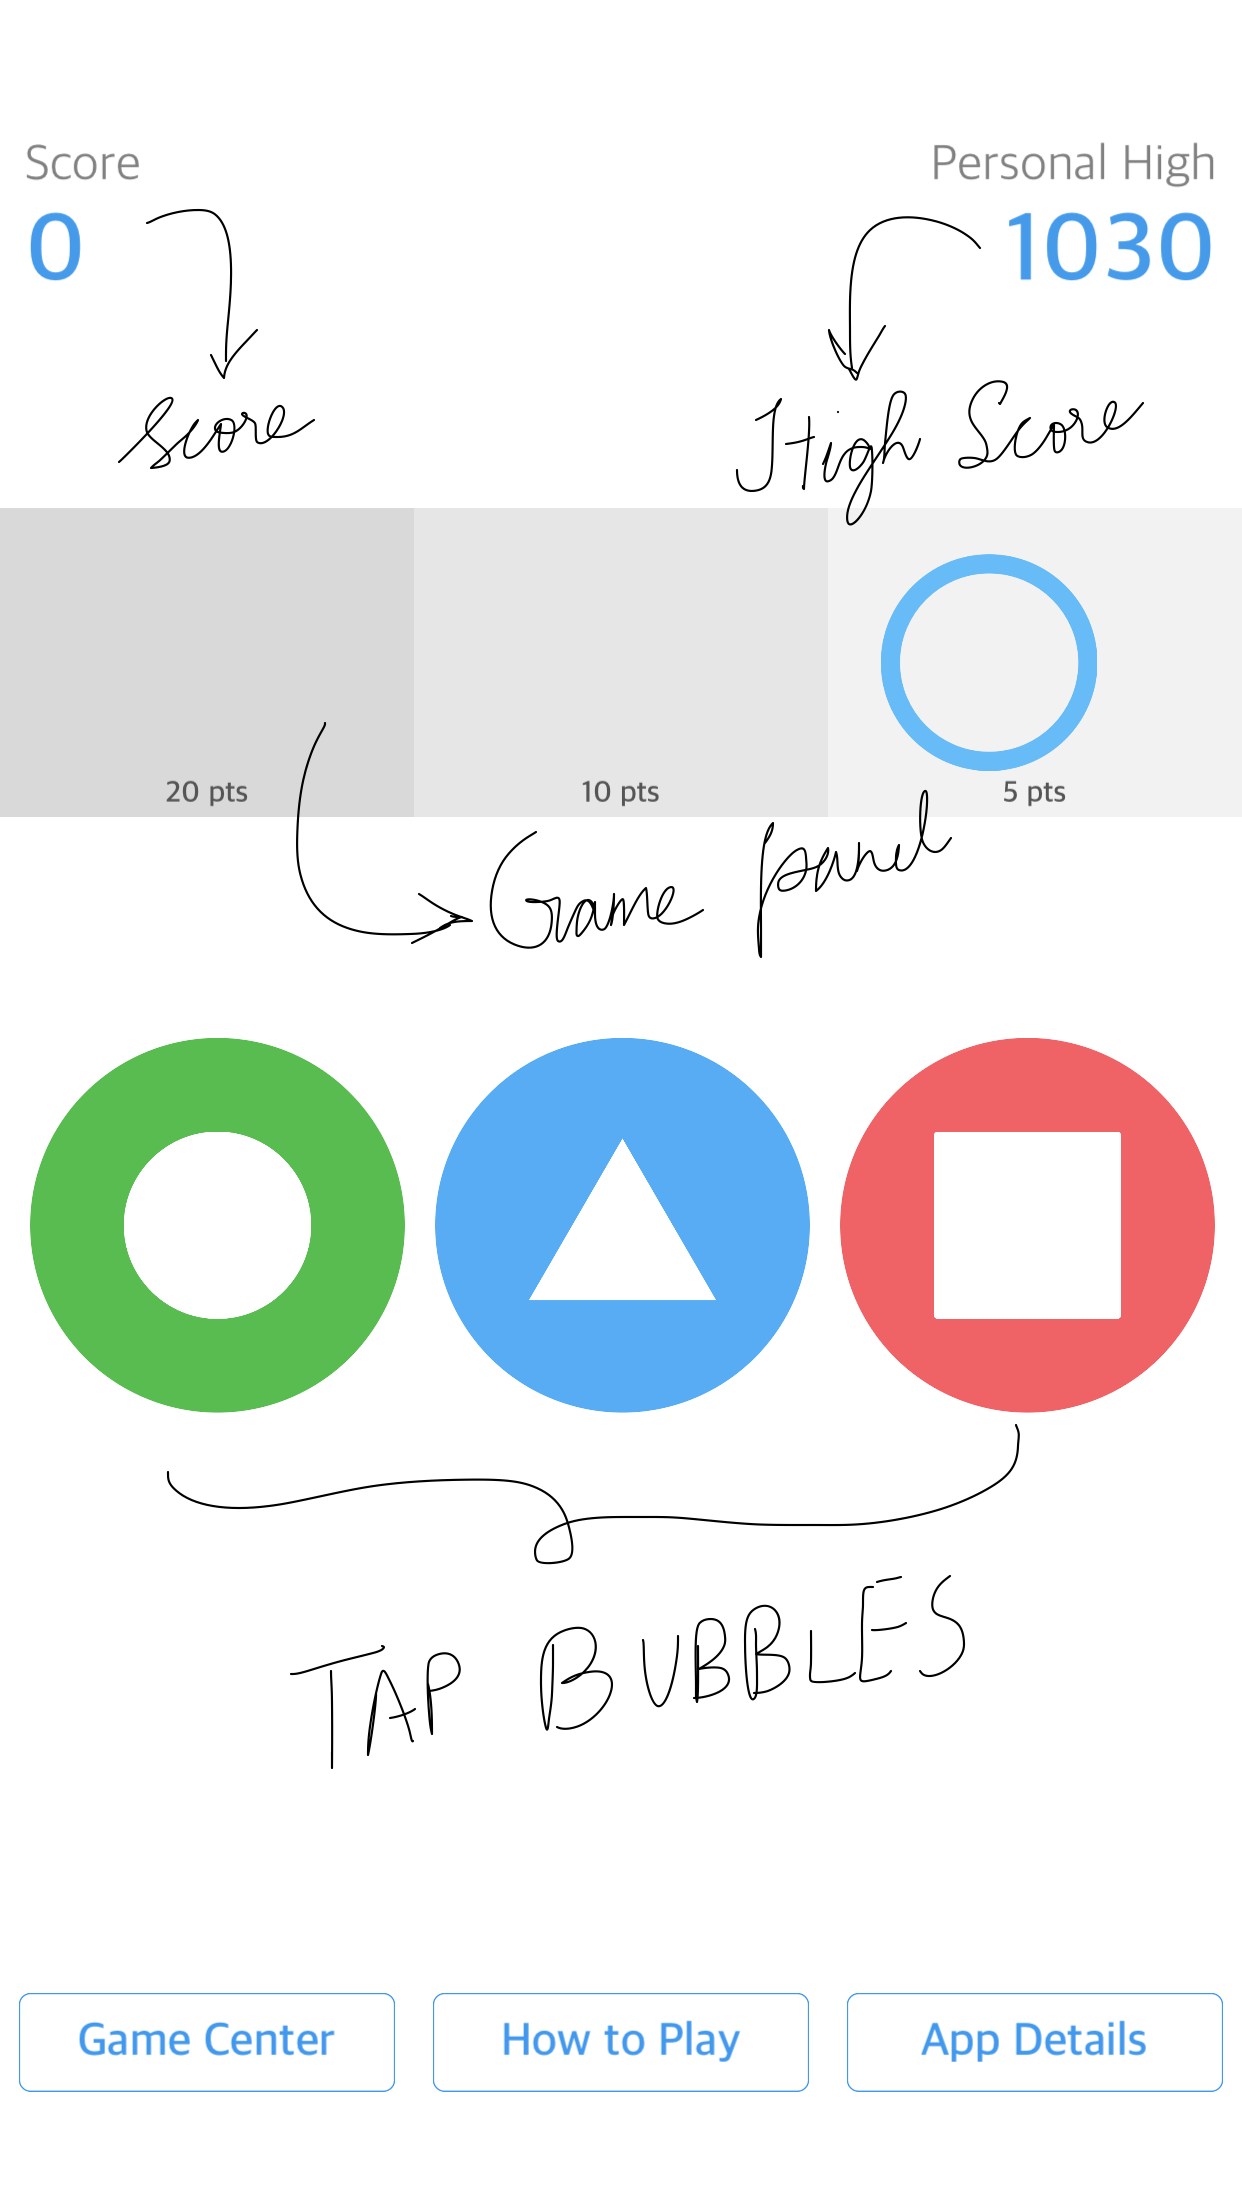 Score
Personal High
0
1030
Score
High Score
20 pts
10 pts
5 pts
Game panel
TAP BUBBLES
Game Center
How to Play
App Details